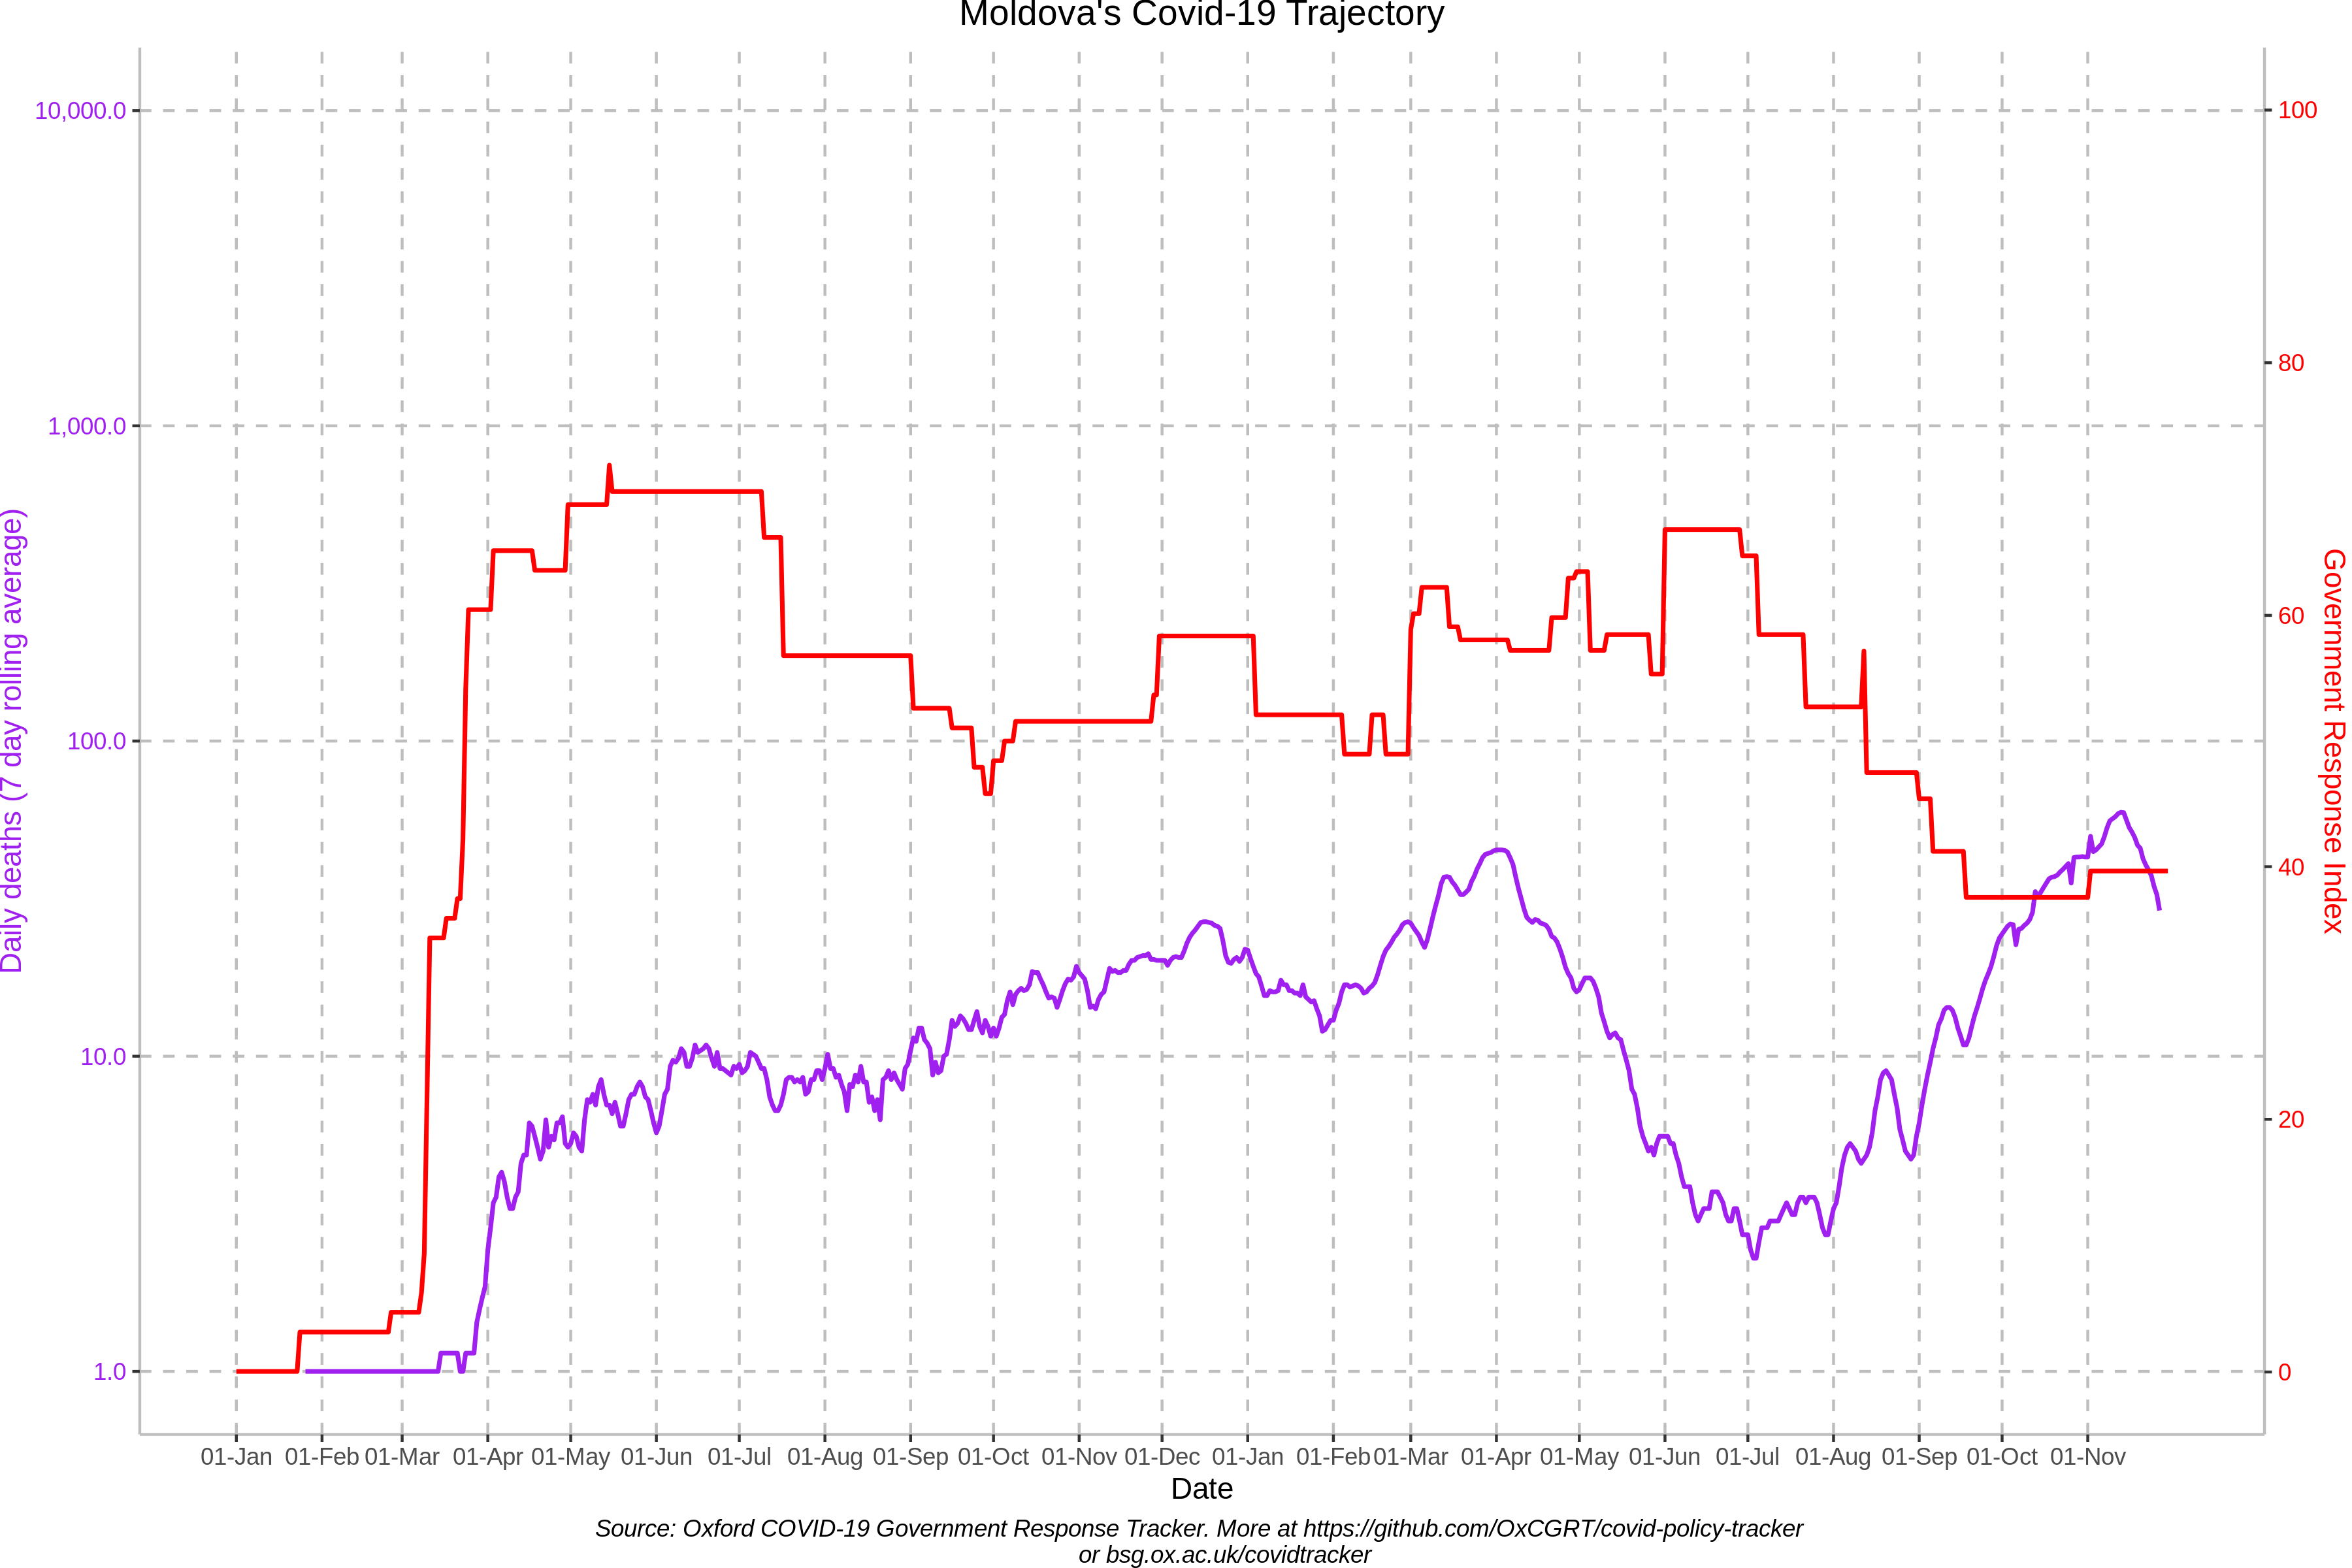 Moldova's Covid-19 Trajectory
10,000.0
1,000.0
100.0
10.0
1.0
Daily deaths (7 day rolling average)
100
80
60
40
20
0
Government Response Index
01-Jan 01-Feb 01-Mar 01-Apr 01-May 01-Jun 01-Jul 01-Aug 01-Sep 01-Oct 01-Nov 01-Dec 01-Jan 01-Feb 01-Mar 01-Apr 01-May 01-Jun 01-Jul 01-Aug 01-Sep 01-Oct 01-Nov
Date
Source: Oxford COVID-19 Government Response Tracker. More at https://github.com/OxCGRT/covid-policy-tracker
or bsg.ox.ac.uk/covidtracker